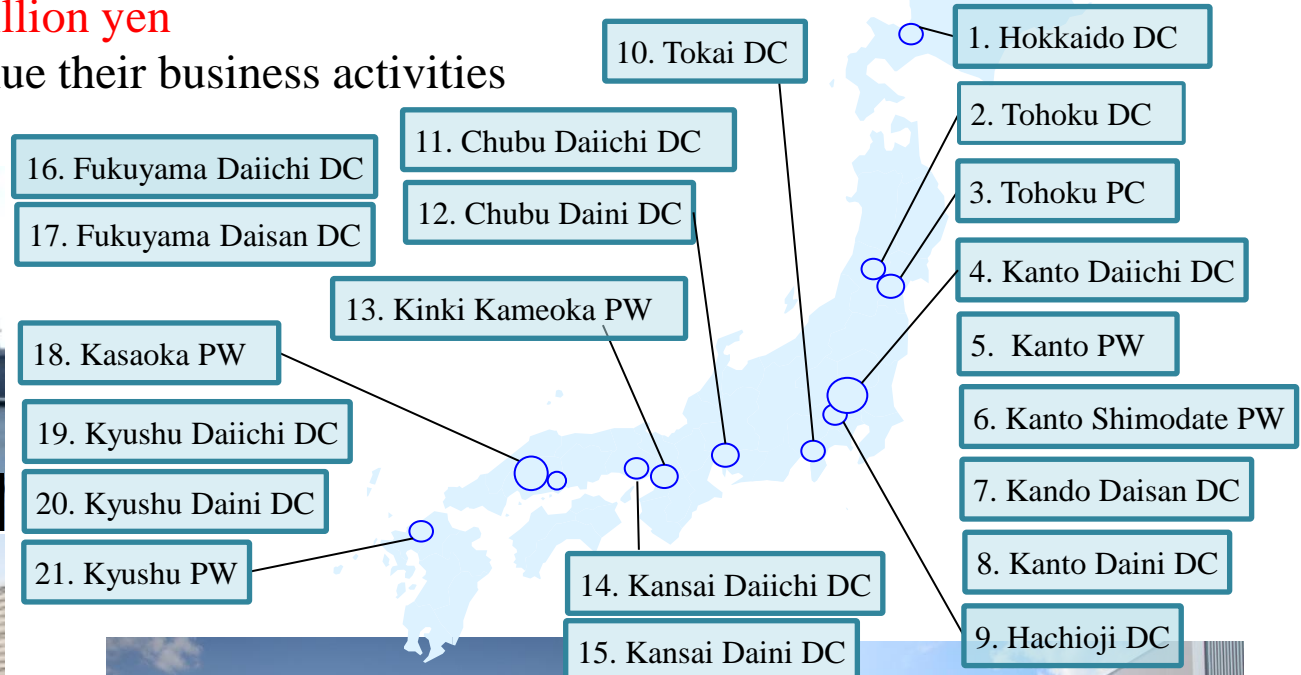 llion yen
ue their business activities
1. Hokkaido DC
2. Tohoku DC
3. Tohoku PC
4. Kanto Daiichi DC
5. Kanto PW
6. Kanto Shimodate PW
7. Kando Daisan DC
8. Kanto Daini DC
9. Hachioji DC
10. Tokai DC
11. Chubu Daiichi DC
12. Chubu Daini DC
13. Kinki Kameoka PW
14. Kansai Daiichi DC
15. Kansai Daini DC
16. Fukuyama Daiichi DC
17. Fukuyama Daisan DC
18. Kasaoka PW
19. Kyushu Daiichi DC
20. Kyushu Daini DC
21. Kyushu PW